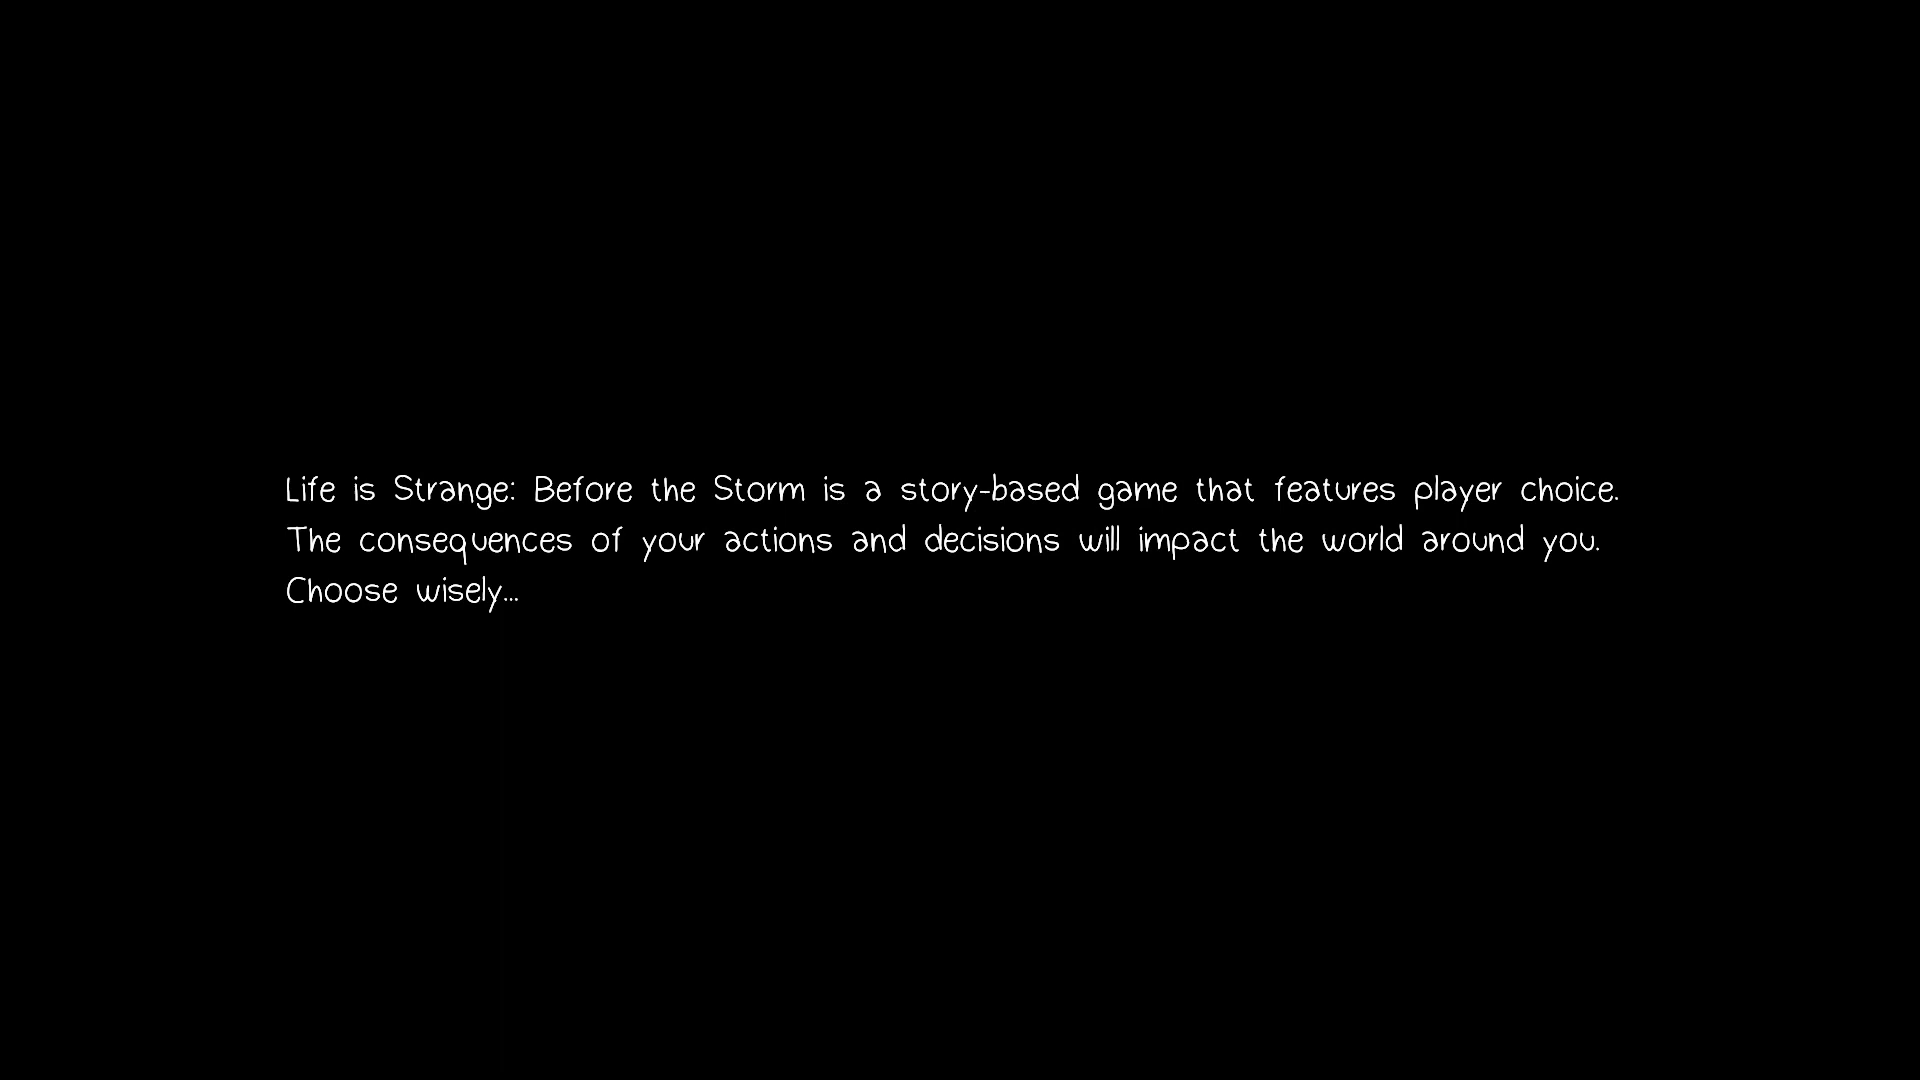 Life is Strange: Before the Storm is a story-based game that features player choice.
The consequences of your actions and decisions will impact the world around you.
Choose wisely...